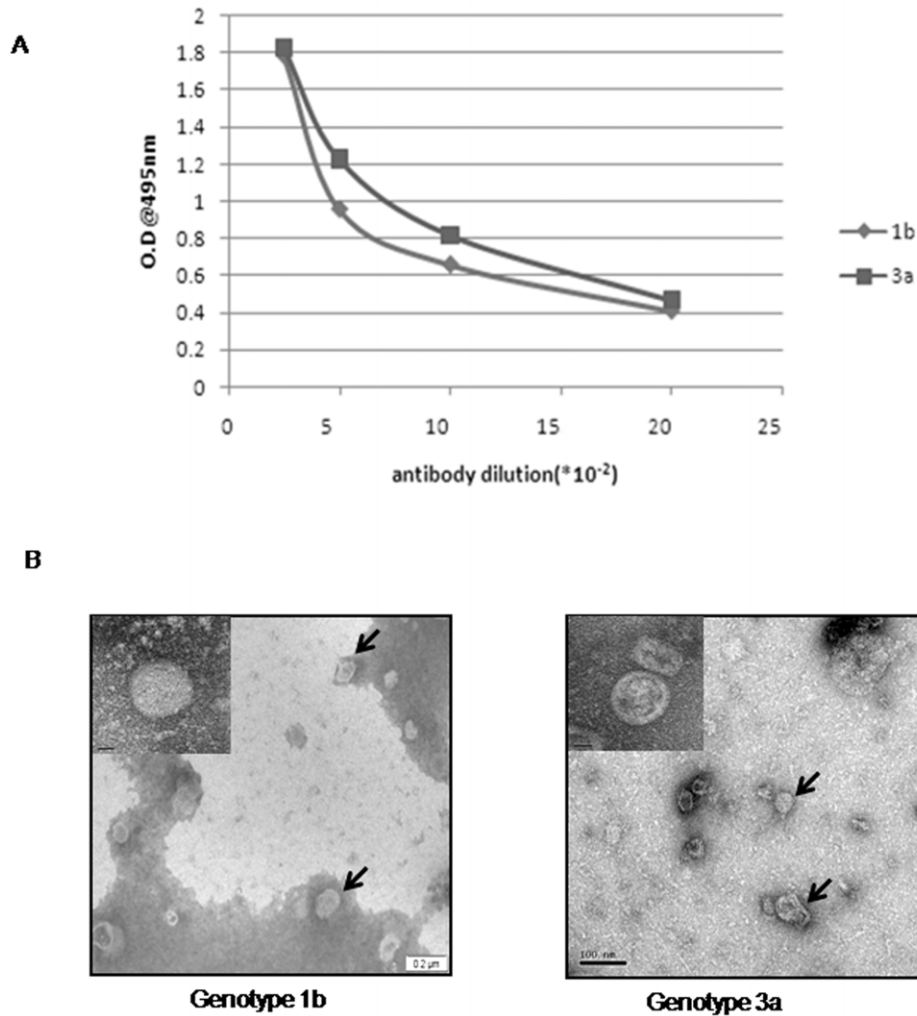 A
2
1.8
1.6
1.4
1.2
1
0.8
0.6
0.4
0.2
0
0 5 10 15 20 25
O.D @495nm
antibody dilution(*10⁻²)
1b
3a
B
0.2 µm
100 nm
Genotype 1b
Genotype 3a